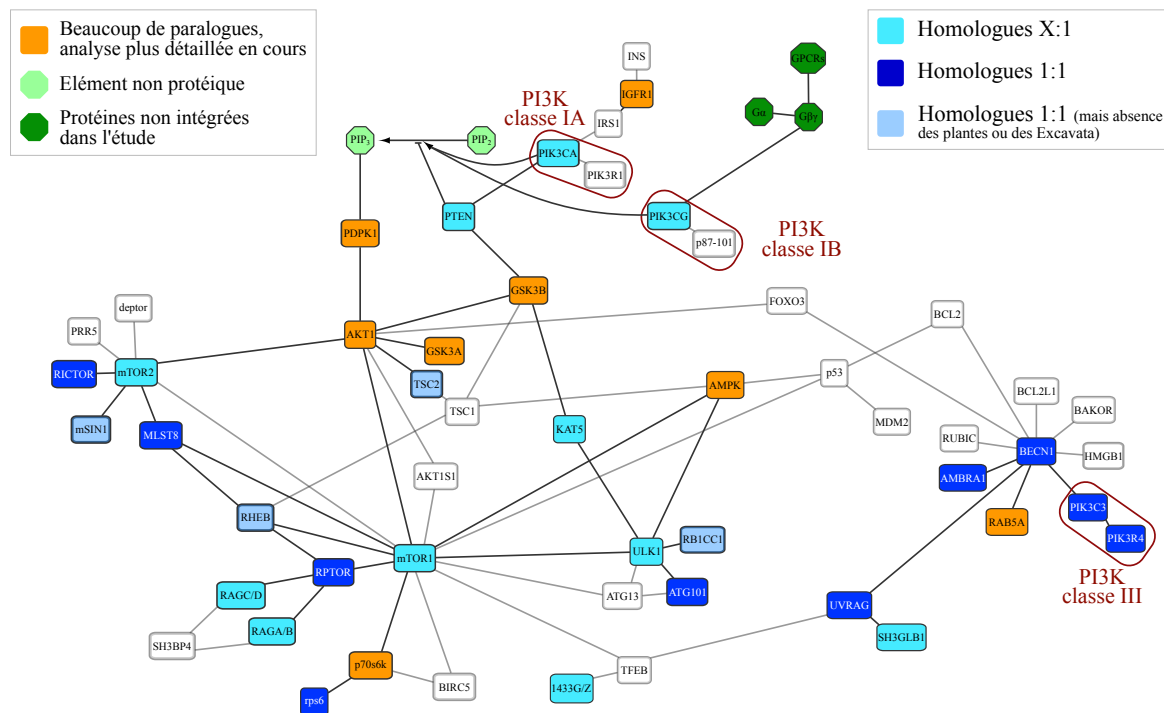 Beaucoup de paralogues,
analyse plus détaillée en cours
Elément non protéique
Protéines non intégrées
dans l'étude
Homologues X:1
Homologues 1:1
Homologues 1:1 (mais absence
des plantes ou des Excavata)
INS
GPCRs
IGFR1
PI3K
classe IA
IRS1
Gα
Gβγ
PIP3
PIP2
PIK3CA
PIK3R1
PTEN
PIK3CG
PDPK1
p87-101
PI3K
classe IB
GSK3B
deptor
FOXO3
BCL2
PRR5
AKT1
GSK3A
RICTOR
mTOR2
TSC2
p53
AMPK
BCL2L1
TSC1
BAKOR
mSIN1
MLST8
KAT5
MDM2
RUBIC
BECN1
HMGB1
AKT1S1
AMBRA1
PIK3C3
RHEB
RAB5A
PIK3R4
RB1CC1
mTOR1
ULK1
RPTOR
PI3K
classe III
RAGC/D
ATG13
ATG101
UVRAG
RAGA/B
SH3BP4
SH3GLB1
p70s6k
TFEB
BIRC5
1433G/Z
rps6